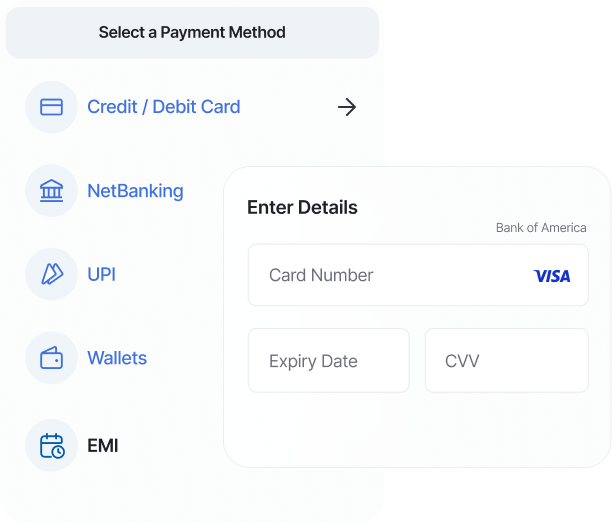 Select a Payment Method
Credit / Debit Card
NetBanking
UPI
Wallets
EMI
Enter Details
Bank of America
Card Number VISA
Expiry Date CVV